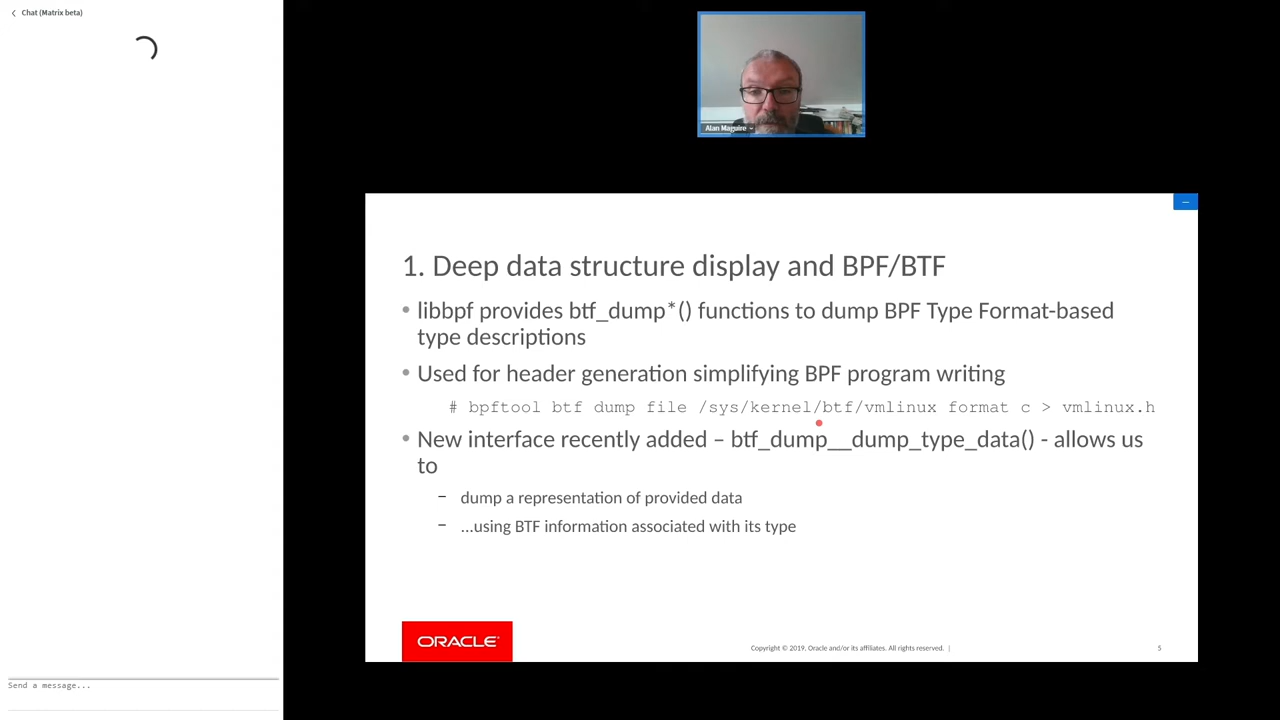 Chat (Matrix beta)
Alan Maguire
1. Deep data structure display and BPF/BTF
• libbpf provides btf_dump*() functions to dump BPF Type Format-based
type descriptions
• Used for header generation simplifying BPF program writing
# bpftool btf dump file /sys/kernel/btf/vmlinux format c > vmlinux.h
• New interface recently added – btf_dump__dump_type_data() - allows us
to
– dump a representation of provided data
– ...using BTF information associated with its type
ORACLE
Copyright © 2019. Oracle and/or its affiliates. All rights reserved. |
5
Send a message...